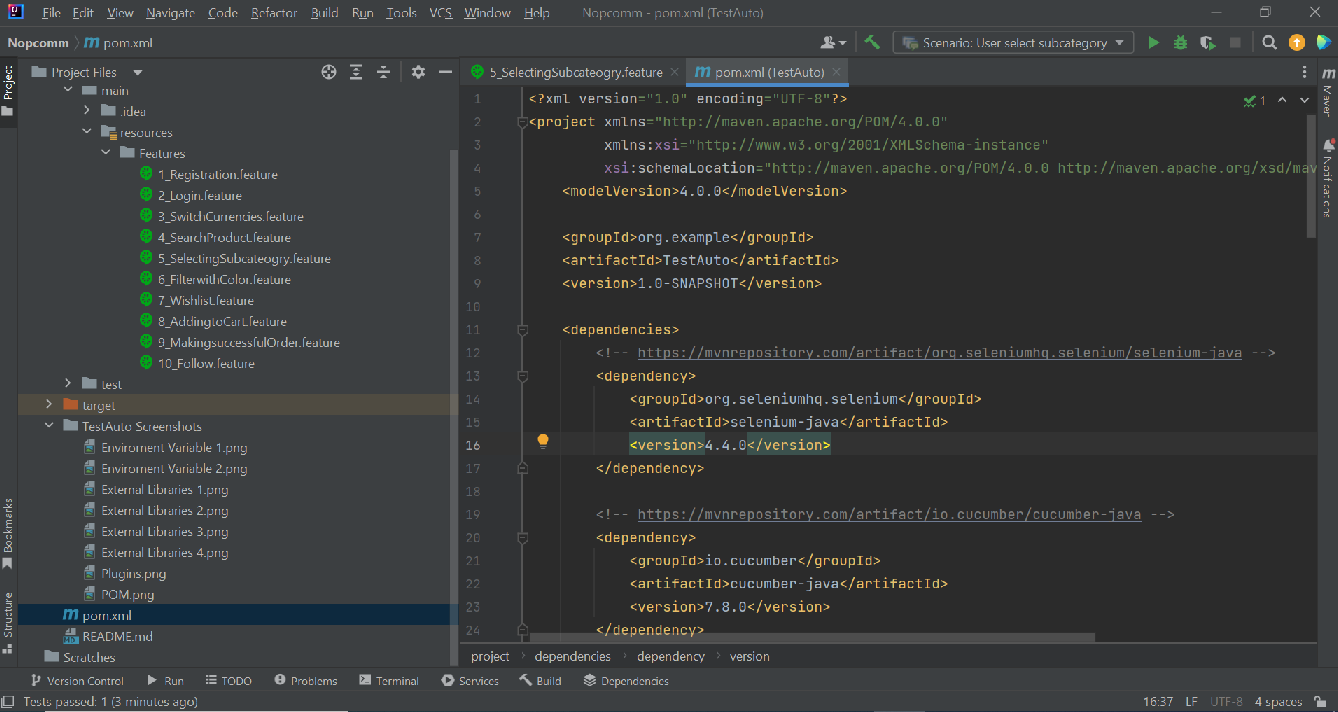 File Edit View Navigate Code Refactor Build Run Tools VCS Window Help Nopcomm - pom.xml (TestAuto)
Nopcomm pom.xml Scenario: User select subcategory
Project
Project Files
main
.idea
resources
Features
1_Registration.feature
2_Login.feature
3_SwitchCurrencies.feature
4_SearchProduct.feature
5_SelectingSubcateogry.feature
6_FilterwithColor.feature
7_Wishlist.feature
8_AddingtoCart.feature
9_MakingsuccessfulOrder.feature
10_Follow.feature
test
target
TestAuto Screenshots
Enviroment Variable 1.png
Enviroment Variable 2.png
External Libraries 1.png
External Libraries 2.png
External Libraries 3.png
External Libraries 4.png
Plugins.png
POM.png
pom.xml
README.md
Scratches
Bookmarks
Structure
5_SelectingSubcateogry.feature pom.xml (TestAuto)
1 <?xml version="1.0" encoding="UTF-8"?> 1
2 <project xmlns="http://maven.apache.org/POM/4.0.0"
3 xmlns:xsi="http://www.w3.org/2001/XMLSchema-instance"
4 xsi:schemaLocation="http://maven.apache.org/POM/4.0.0 http://maven.apache.org/xsd/mav
5 <modelVersion>4.0.0</modelVersion>
6
7 <groupId>org.example</groupId>
8 <artifactId>TestAuto</artifactId>
9 <version>1.0-SNAPSHOT</version>
10
11 <dependencies>
12 <!-- https://mvnrepository.com/artifact/org.seleniumhq.selenium/selenium-java -->
13 <dependency>
14 <groupId>org.seleniumhq.selenium</groupId>
15 <artifactId>selenium-java</artifactId>
16 <version>4.4.0</version>
17 </dependency>
18
19 <!-- https://mvnrepository.com/artifact/io.cucumber/cucumber-java -->
20 <dependency>
21 <groupId>io.cucumber</groupId>
22 <artifactId>cucumber-java</artifactId>
23 <version>7.8.0</version>
24 </dependency>
m Maven
Notifications
project dependencies dependency version
Version Control Run TODO Problems Terminal Services Build Dependencies
Tests passed: 1 (3 minutes ago) 16:37 LF UTF-8 4 spaces